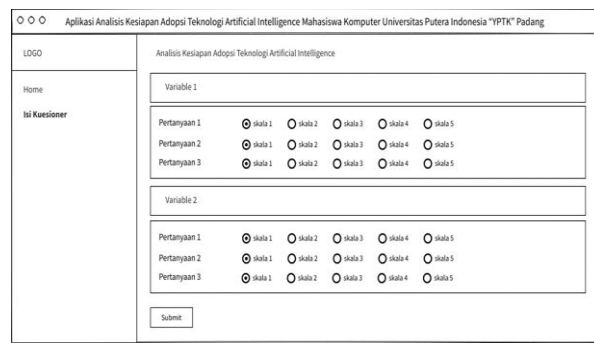 Aplikasi Analisis Kesiapan Adopsi Teknologi Artificial Intelligence Mahasiswa Komputer Universitas Putera Indonesia "YPTK" Padang
LOGO
Home
Isi Kuesioner
Analisis Kesiapan Adopsi Teknologi Artificial Intelligence
Variable 1
Pertanyaan 1 skala 1 skala 2 skala 3 skala 4 skala 5
Pertanyaan 2 skala 1 skala 2 skala 3 skala 4 skala 5
Pertanyaan 3 skala 1 skala 2 skala 3 skala 4 skala 5
Variable 2
Pertanyaan 1 skala 1 skala 2 skala 3 skala 4 skala 5
Pertanyaan 2 skala 1 skala 2 skala 3 skala 4 skala 5
Pertanyaan 3 skala 1 skala 2 skala 3 skala 4 skala 5
Submit